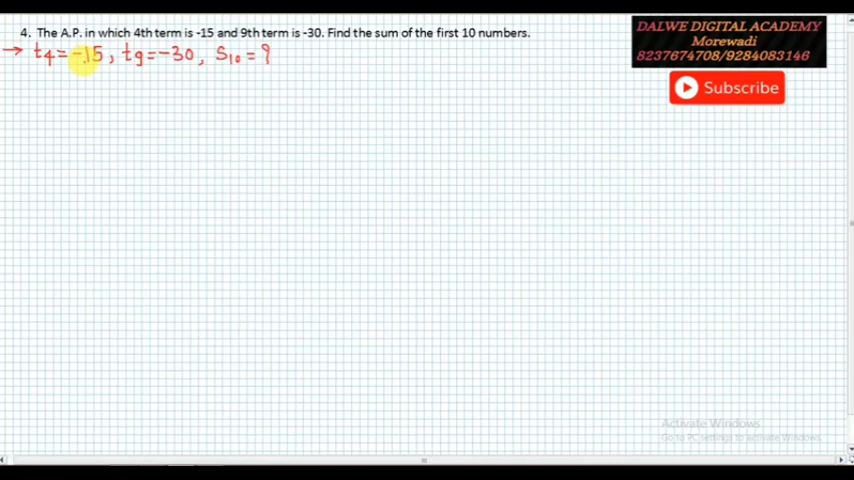 4. The A.P. in which 4th term is -15 and 9th term is -30. Find the sum of the first 10 numbers.
→ t₄=-15, t₉=-30, S₁₀=?
DALWE DIGITAL ACADEMY
Morewadi
8237674708/9284083146
Subscribe
Activate Windows
Go to PC settings to activate Windows.